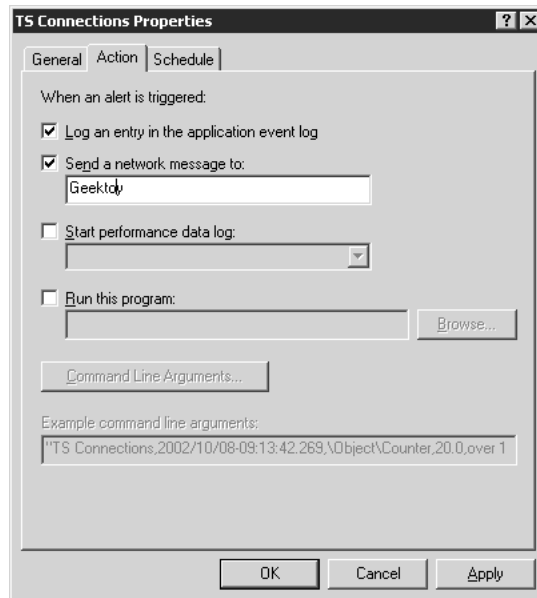 TS Connections Properties
General Action Schedule
When an alert is triggered:
Log an entry in the application event log
Send a network message to:
Geektoy
Start performance data log:
Run this program:
Browse...
Command Line Arguments...
Example command line arguments:
"TS Connections,2002/10/08-09:13:42.269,\Object\Counter,20.0,over 1
OK Cancel Apply